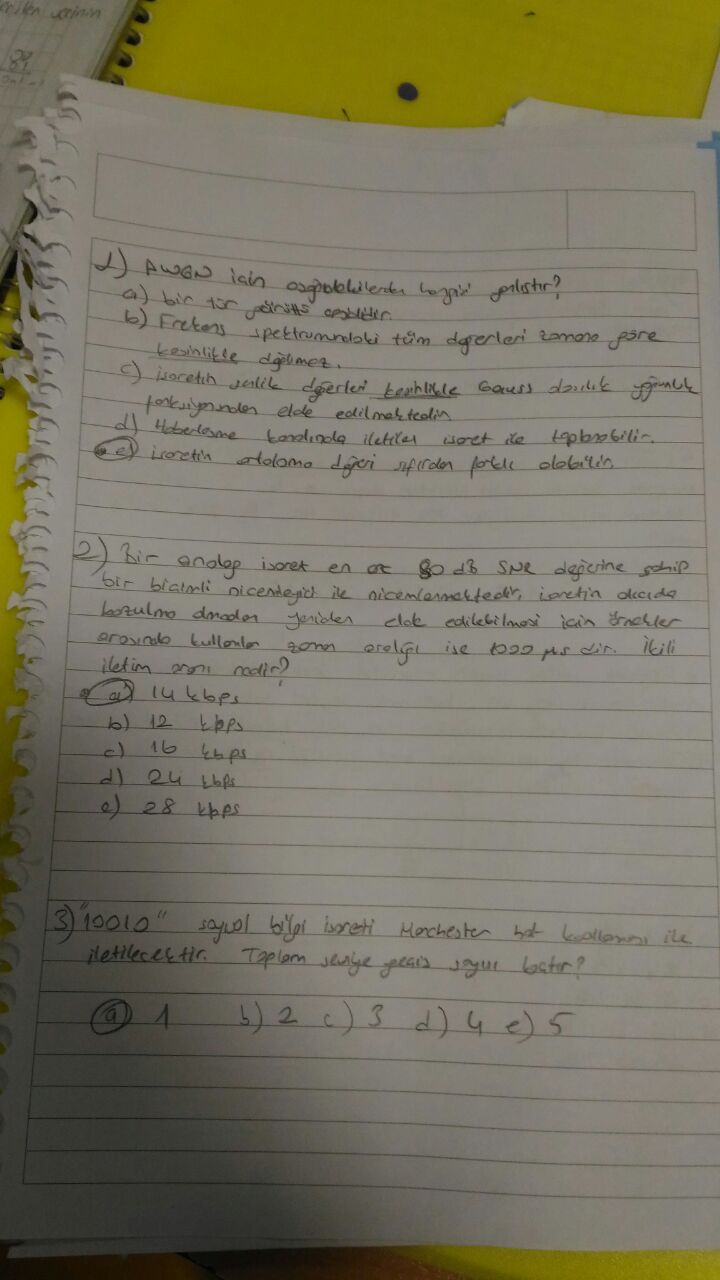 1) AWGN için aşağıdakilerden hangisi yanlıştır?
a) bir tür gürültü çeşididir.
b) Frekans spektrumundaki tüm değerleri zamana göre
kesinlikle değişmez.
c) işaretin genlik değerleri kesinlikle Gauss dağılık yoğunluk
fonksiyonundan elde edilmektedir.
d) Haberleşme kanalında iletilen işaret ile toplanabilir.
e) işaretin ortalama değeri sıfırdan farklı olabilir.
2) Bir analog işaret en az 80 dB SNR değerine sahip
bir biçimli nicemleyici ile nicemlenmektedir, işaretin alıcıda
bozulma olmadan yeniden elde edilebilmesi için örnekler
arasında kullanılan zaman aralığı ise 1000 μs dir. İkili
iletim oranı nedir?
a) 14 kbps
b) 12 kbps
c) 16 kbps
d) 24 kbps
e) 28 kbps
3) "10010" sayısal bilgi işareti Manchester hat kodlaması ile
iletilecektir. Toplam seviye geçiş sayısı kaçtır?
a) 1 b) 2 c) 3 d) 4 e) 5